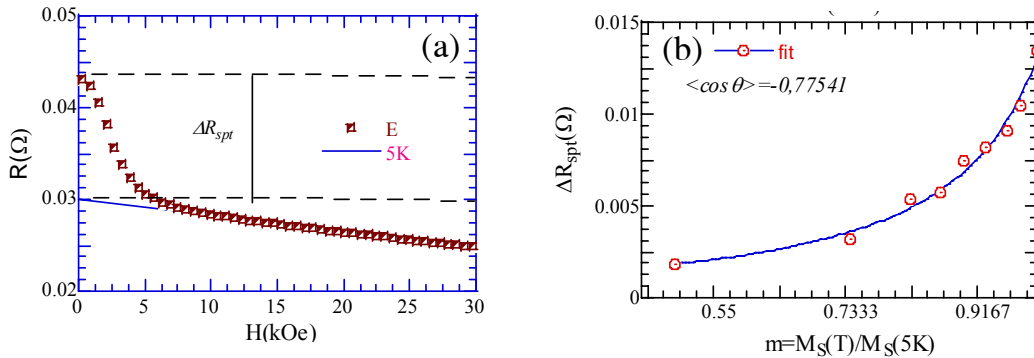 (a)
0.05
0.04
0.03
0.02
R(Ω)
ΔR_spt
E
5K
0 5 10 15 20 25 30
H(kOe)
(b)
fit
<cos θ>=-0,77541
0.015
0.01
0.005
0
ΔR_spt(Ω)
0.55 0.7333 0.9167
m=M_S(T)/M_S(5K)